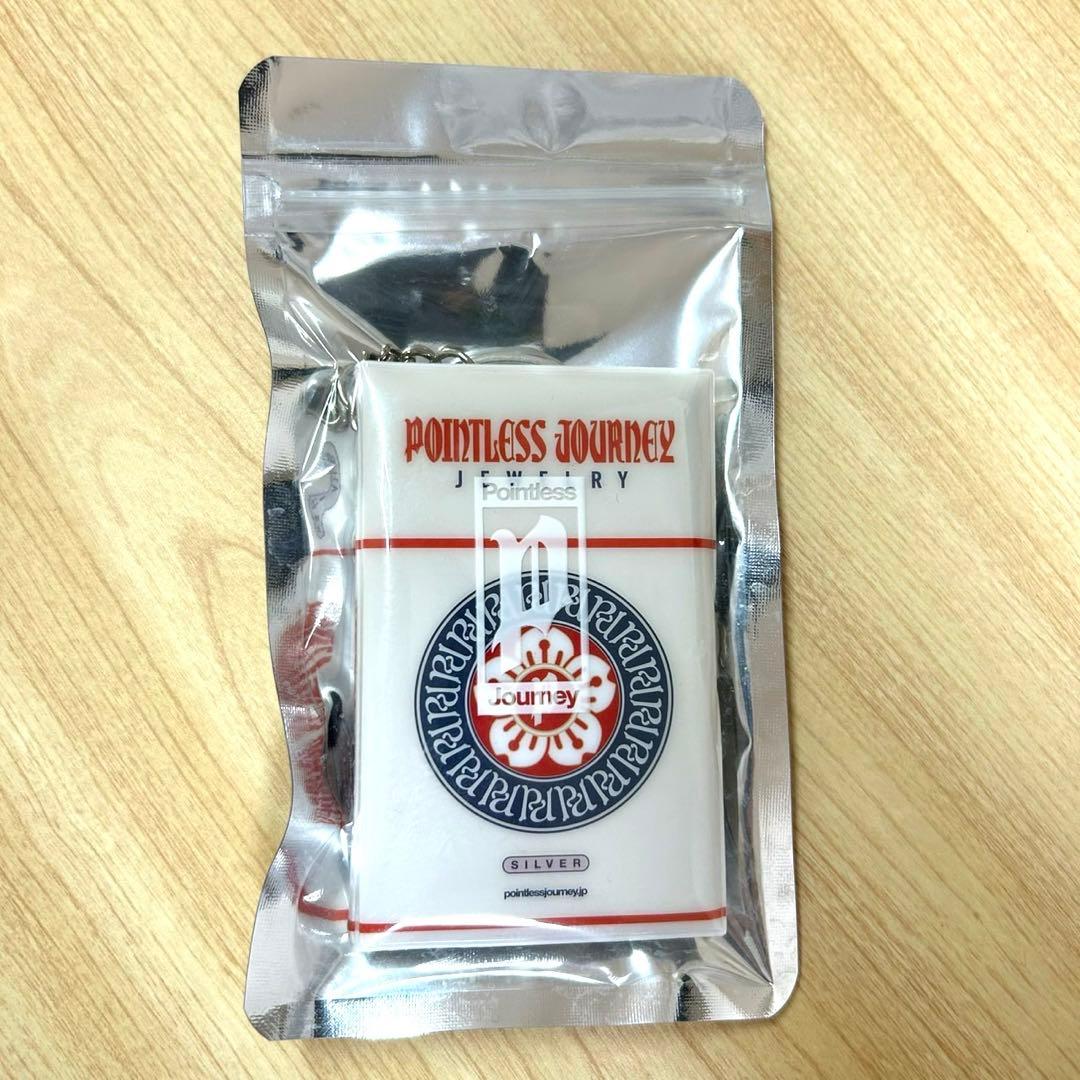 POINTLESS JOURNEY
JEWELRY
Pointless
P
Journey
SILVER
pointlessjourney.jp